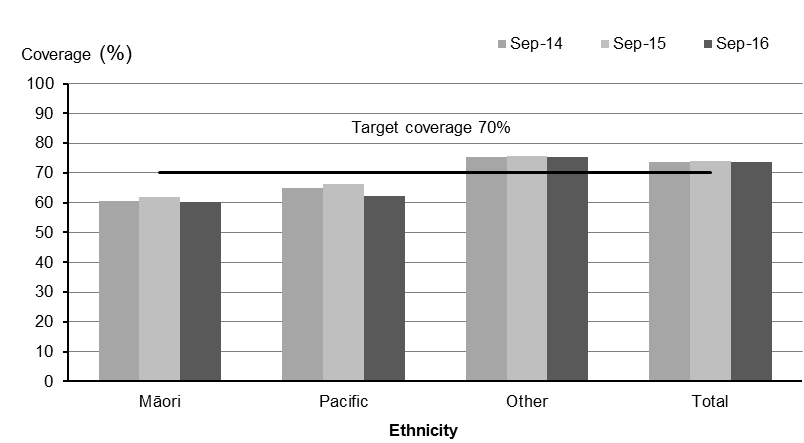 Coverage (%)
Sep-14 Sep-15 Sep-16
100
90
Target coverage 70%
80
70
60
50
40
30
20
10
0
Māori Pacific Other Total
Ethnicity